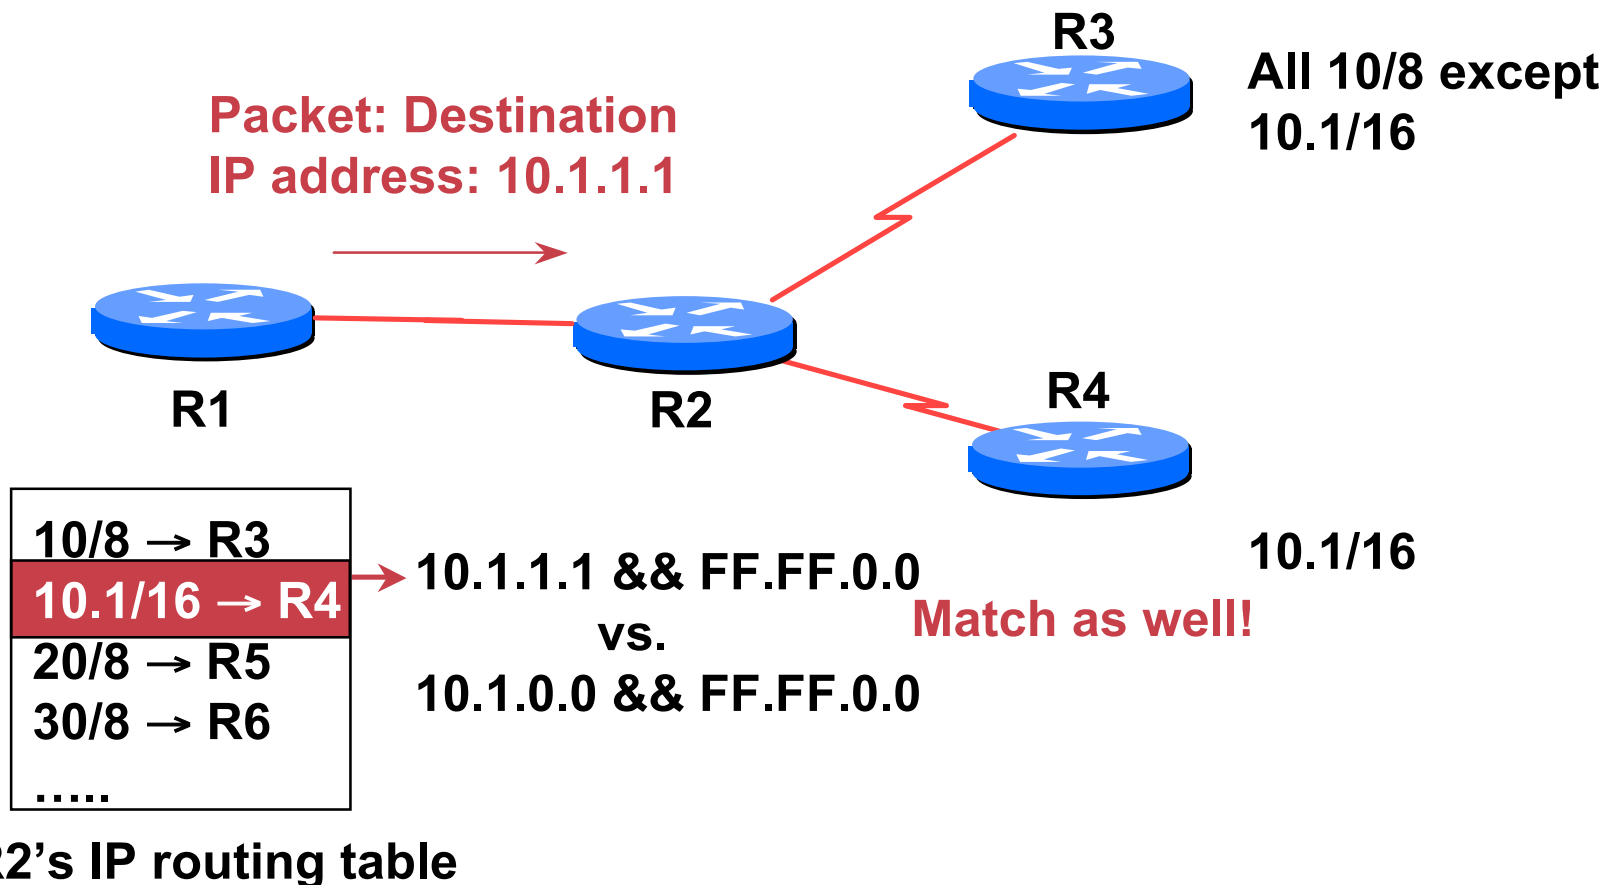 R3
All 10/8 except
10.1/16
Packet: Destination
IP address: 10.1.1.1
R1
R2
R4
10/8 → R3
10.1/16 → R4
20/8 → R5
30/8 → R6
…..
10.1.1.1 && FF.FF.0.0
vs.
10.1.0.0 && FF.FF.0.0
Match as well!
10.1/16
R2’s IP routing table